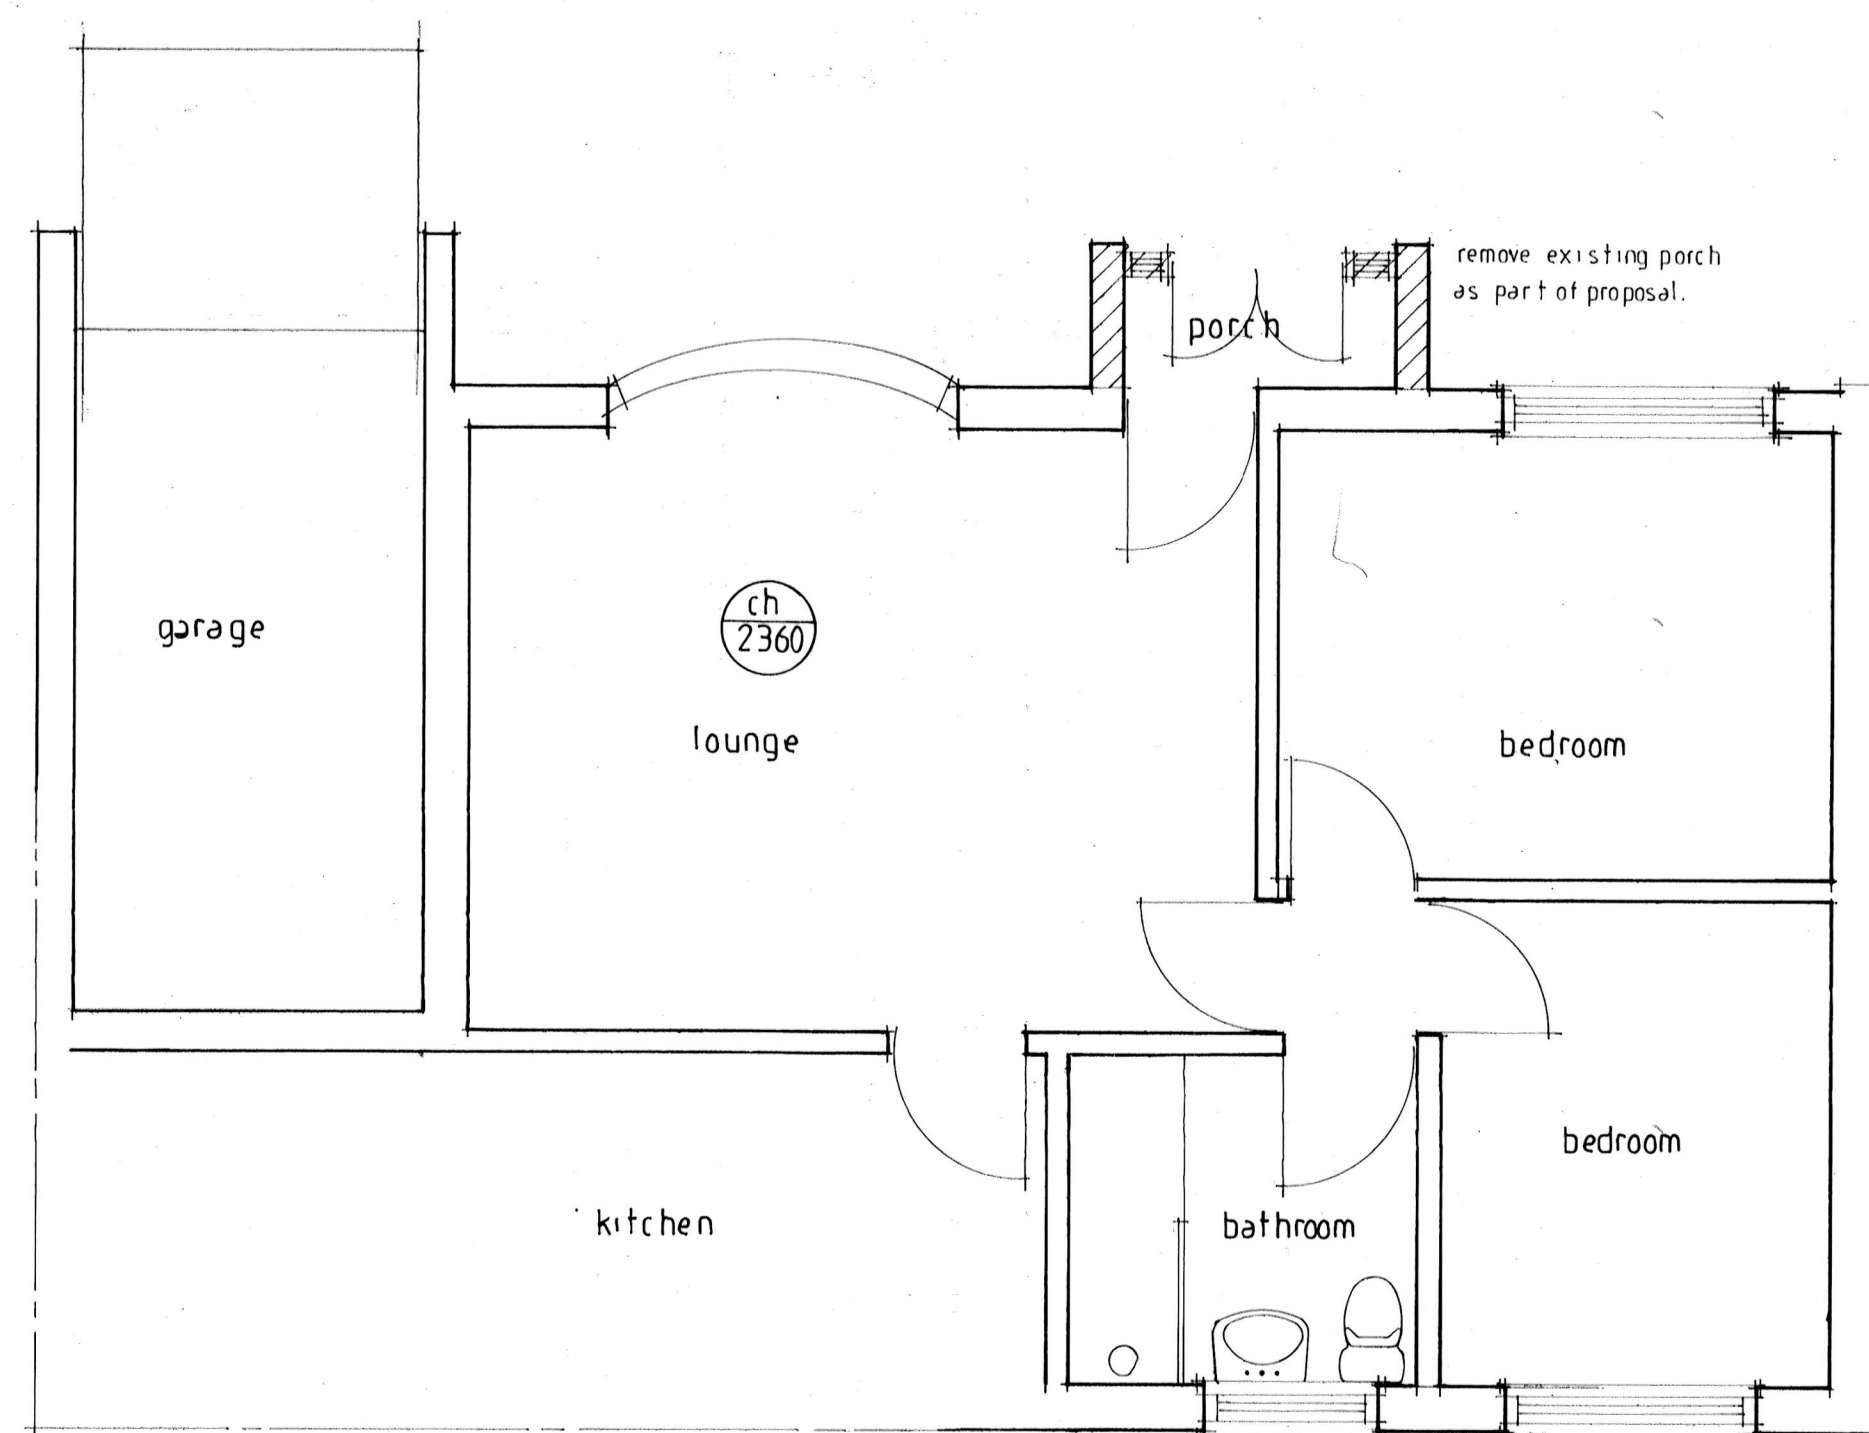 remove existing porch
as part of proposal.
porch
ch
2360
garage
lounge
bedroom
bedroom
kitchen
bathroom